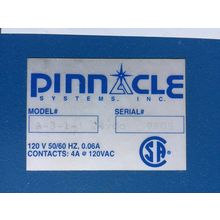 PINNACLE
SYSTEMS, INC.
MODEL# SERIAL#
120 V 50/60 HZ, 0.06A
CONTACTS: 4A @ 120VAC